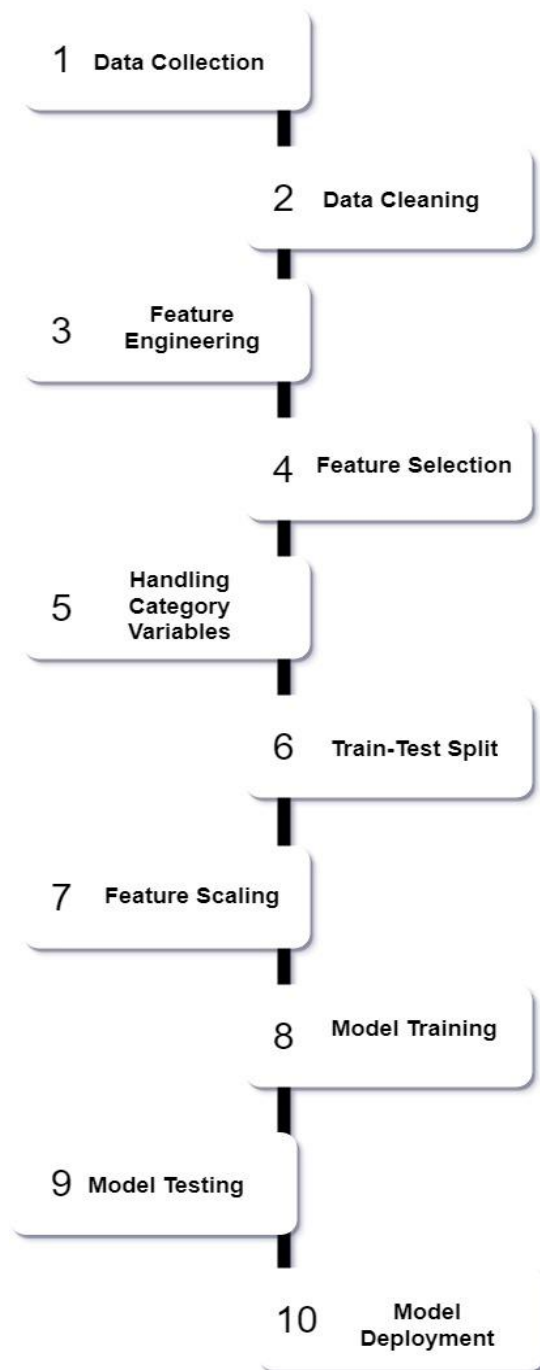 1 Data Collection
2 Data Cleaning
3 Feature
Engineering
4 Feature Selection
5 Handling
Category
Variables
6 Train-Test Split
7 Feature Scaling
8 Model Training
9 Model Testing
10 Model
Deployment